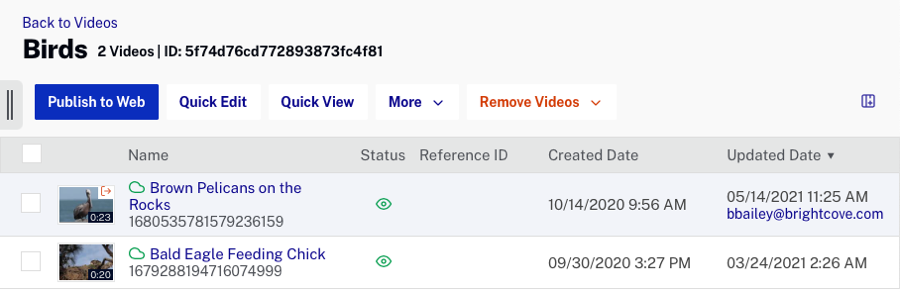 Back to Videos
Birds 2 Videos | ID: 5f74d76cd772893873fc4f81
Publish to Web Quick Edit Quick View More Remove Videos
Name Status Reference ID Created Date Updated Date
Brown Pelicans on the
Rocks
1680535781579236159
0:23
10/14/2020 9:56 AM
05/14/2021 11:25 AM
bbailey@brightcove.com
Bald Eagle Feeding Chick
1679288194716074999
0:20
09/30/2020 3:27 PM
03/24/2021 2:26 AM